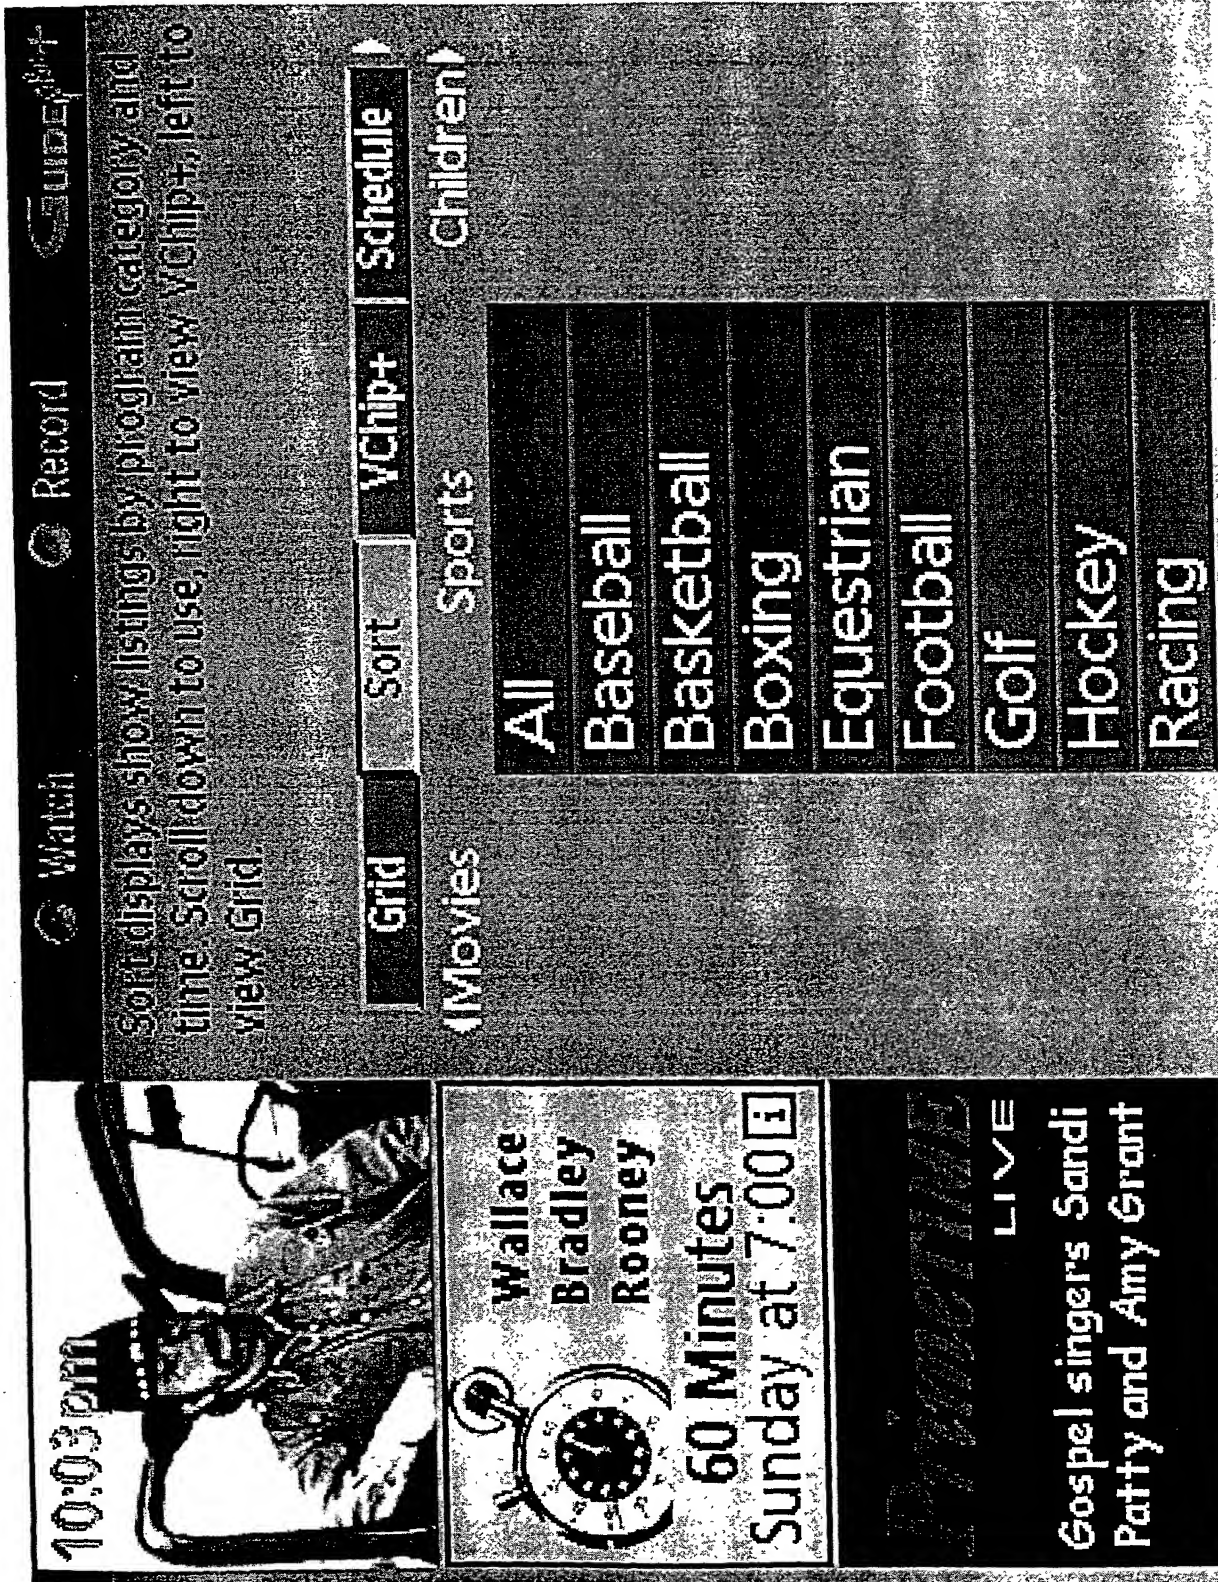 10:03pm
Watch
Record
GUIDE Plus+
Sort displays show listings by program category and
time. Scroll down to use, right to view VChip+, left to
view Grid.
Grid
Sort
VChip+
Schedule
Movies
Sports
Children
All
Baseball
Basketball
Boxing
Equestrian
Football
Golf
Hockey
Racing
Wallace
Bradley
Rooney
60 Minutes
Sunday at 7:00 i
PrimeTIME
LIVE
Gospel singers Sandi
Patty and Amy Grant